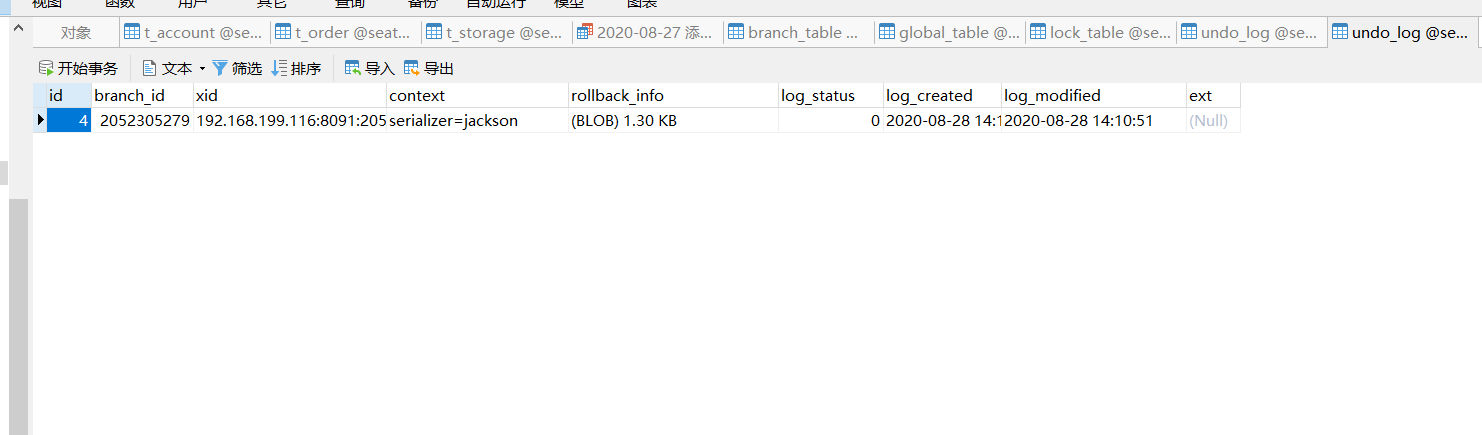 视图 函数 用户 其它 查询 备份 自动运行 模型 图表
对象 t_account @se... t_order @seat... t_storage @se... 2020-08-27 添... branch_table ... global_table @... lock_table @se... undo_log @se... undo_log @se...
开始事务 文本 筛选 排序 导入 导出
id branch_id xid context rollback_info log_status log_created log_modified ext
4 2052305279 192.168.199.116:8091:205 serializer=jackson (BLOB) 1.30 KB 0 2020-08-28 14:1 2020-08-28 14:10:51 (Null)